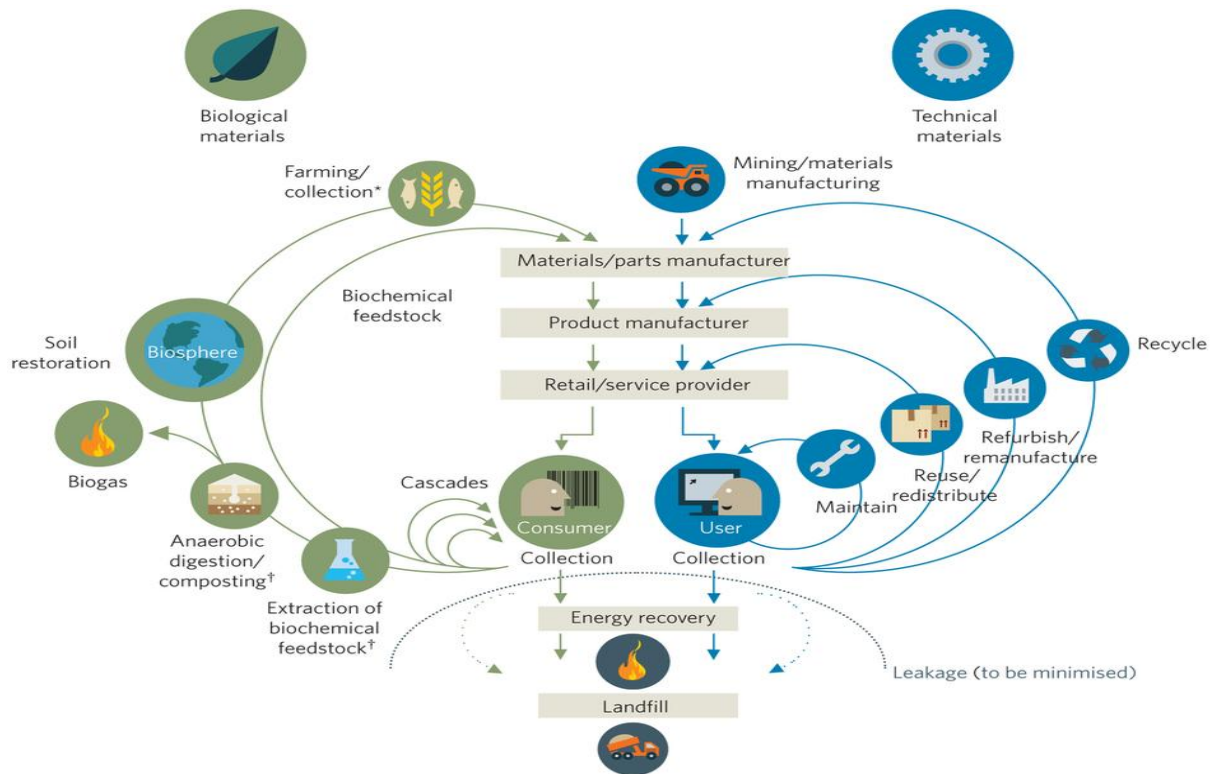 Biological
materials
Technical
materials
Farming/
collection*
Mining/materials
manufacturing
Materials/parts manufacturer
Biochemical
feedstock
Product manufacturer
Soil
restoration
Biosphere
Recycle
Retail/service provider
Refurbish/
remanufacture
Reuse/
redistribute
Biogas
Cascades
Maintain
Consumer
User
Collection
Collection
Anaerobic
digestion/
composting†
Extraction of
biochemical
feedstock†
Energy recovery
Leakage (to be minimised)
Landfill